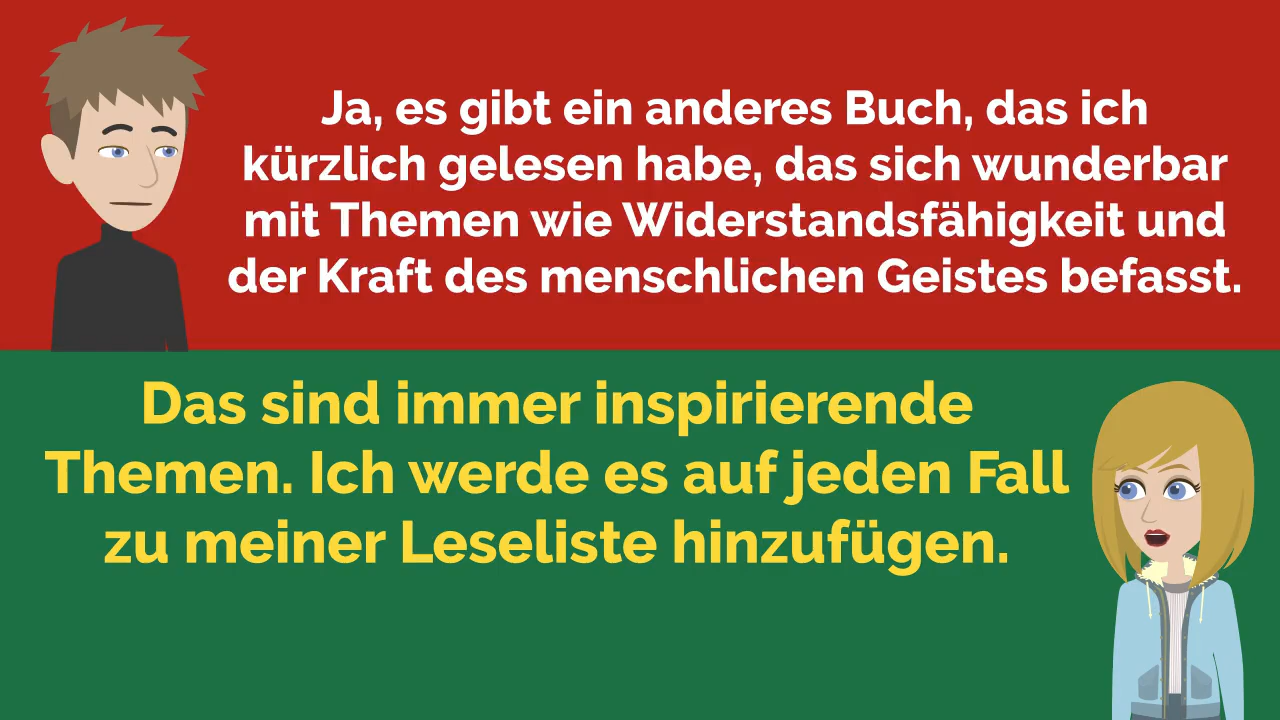 Ja, es gibt ein anderes Buch, das ich
kürzlich gelesen habe, das sich wunderbar
mit Themen wie Widerstandsfähigkeit und
der Kraft des menschlichen Geistes befasst.
Das sind immer inspirierende
Themen. Ich werde es auf jeden Fall
zu meiner Leseliste hinzufügen.